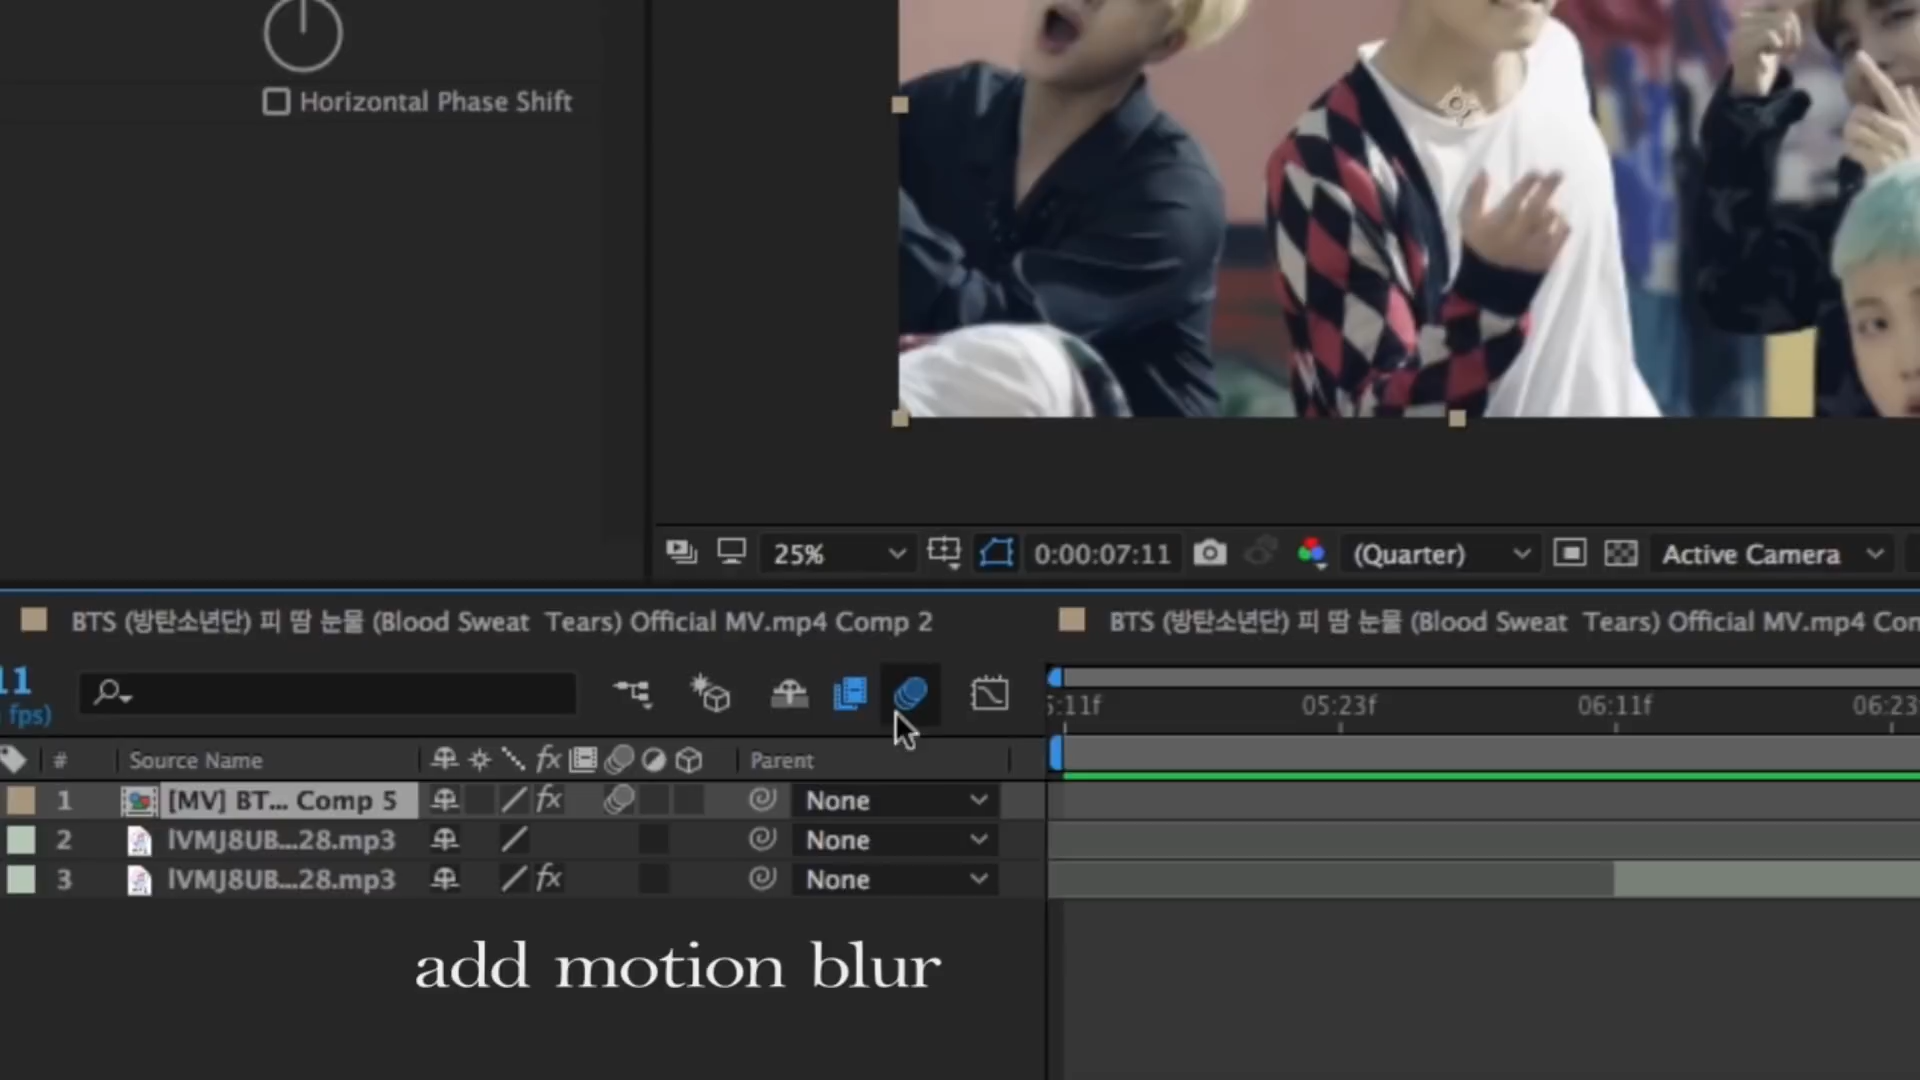 Horizontal Phase Shift
25%
0:00:07:11
(Quarter)
Active Camera
BTS (방탄소년단) 피 땀 눈물 (Blood Sweat  Tears) Official MV.mp4 Comp 2
BTS (방탄소년단) 피 땀 눈물 (Blood Sweat  Tears) Official MV.mp4 Con
11
fps)
5:11f
05:23f
06:11f
06:23
#
Source Name
fx
Parent
1
[MV] BT... Comp 5
fx
None
2
lVMJ8UB...28.mp3
None
3
lVMJ8UB...28.mp3
fx
None
add motion blur